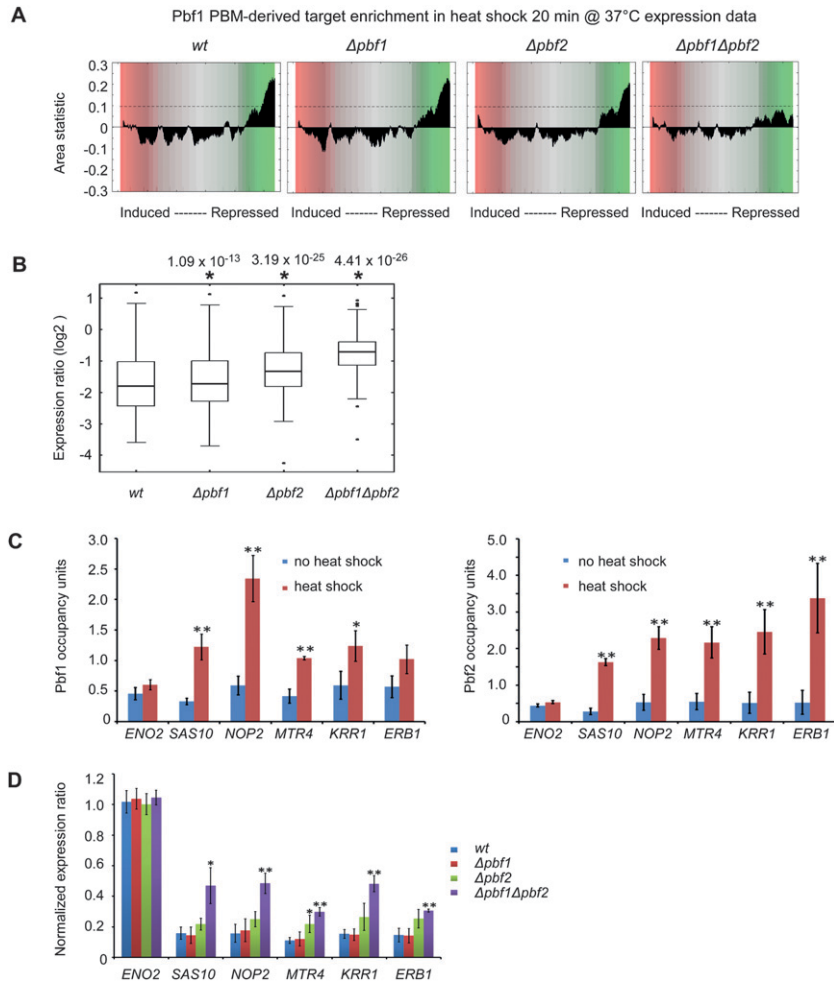 A
Pbf1 PBM-derived target enrichment in heat shock 20 min @ 37°C expression data
wt Δpbf1 Δpbf2 Δpbf1Δpbf2
Area statistic
0.3
0.2
0.1
0
-0.1
-0.2
-0.3
Induced ------- Repressed Induced ------- Repressed Induced ------- Repressed Induced ------- Repressed
B
1.09 x 10-13 3.19 x 10-25 4.41 x 10-26
* * *
Expression ratio (log2 )
1
0
-1
-2
-3
-4
wt Δpbf1 Δpbf2 Δpbf1Δpbf2
C
Pbf1 occupancy units
3.0
2.5
2.0
1.5
1.0
0.5
0
no heat shock
heat shock
** ** ** *
ENO2 SAS10 NOP2 MTR4 KRR1 ERB1
Pbf2 occupancy units
5.0
4.0
3.0
2.0
1.0
0
no heat shock
heat shock
** ** ** ** **
ENO2 SAS10 NOP2 MTR4 KRR1 ERB1
D
Normalized expression ratio
1.2
1.0
0.8
0.6
0.4
0.2
0
* ** * ** ** **
wt
Δpbf1
Δpbf2
Δpbf1Δpbf2
ENO2 SAS10 NOP2 MTR4 KRR1 ERB1